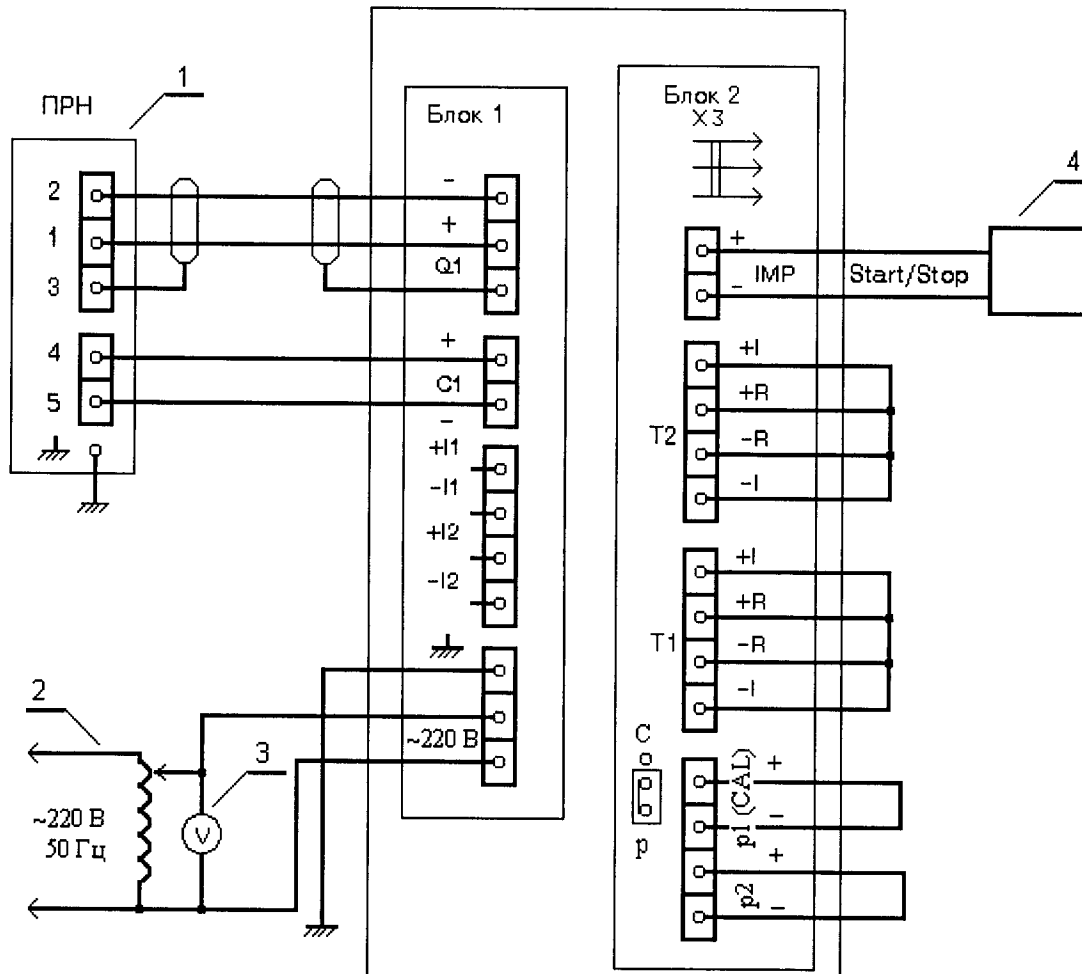 1
ПРН
2
1
3
4
5
Блок 1
-
+
Q1
+
C1
-
+I1
-I1
+I2
-I2
~220 В
2
3
~220 В
50 Гц
V
Блок 2
X3
+
IMP
-
Start/Stop
4
T2
+I
+R
-R
-I
T1
+I
+R
-R
-I
C
p
p1 (CAL)
+
-
p2
+
-